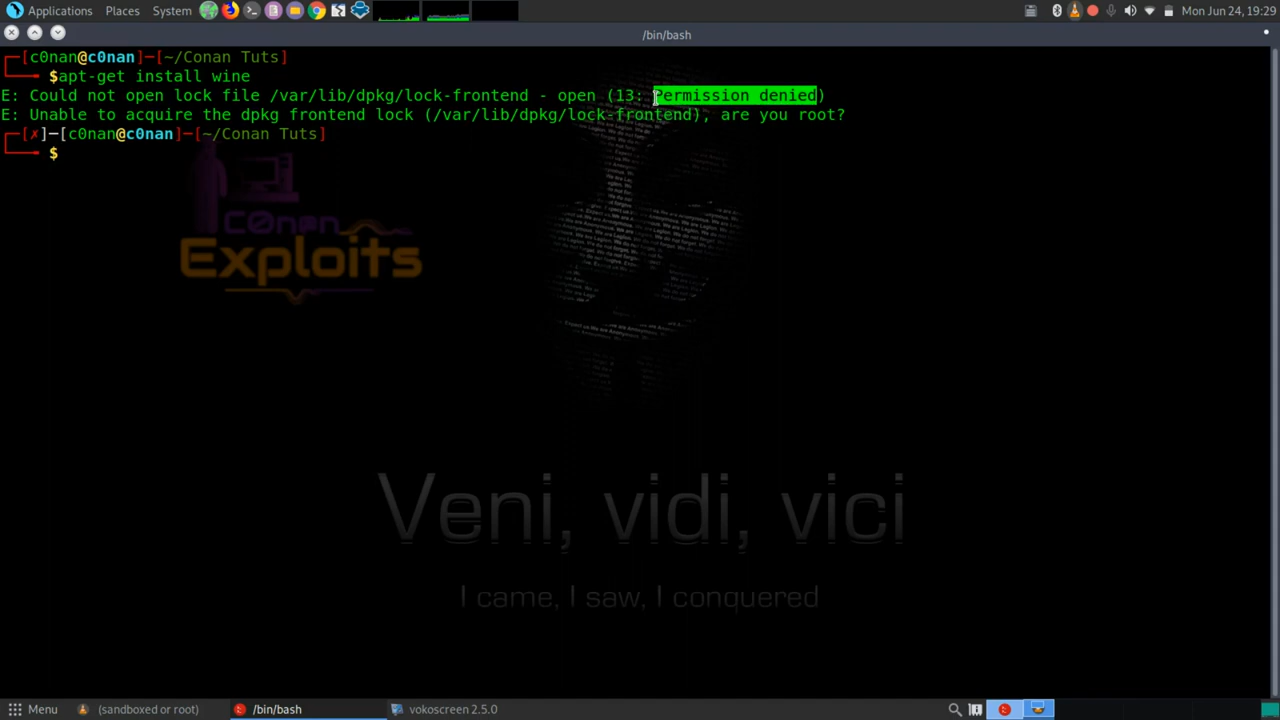 Applications Places System Mon Jun 24, 19:29
/bin/bash
┌─[c0nan@c0nan]─[~/Conan Tuts]
└──╼ $apt-get install wine
E: Could not open lock file /var/lib/dpkg/lock-frontend - open (13: Permission denied)
E: Unable to acquire the dpkg frontend lock (/var/lib/dpkg/lock-frontend), are you root?
┌─[✗]─[c0nan@c0nan]─[~/Conan Tuts]
└──╼ $
C0nan
Exploits
Veni, vidi, vici
I came, I saw, I conquered
Menu (sandboxed or root) /bin/bash vokoscreen 2.5.0